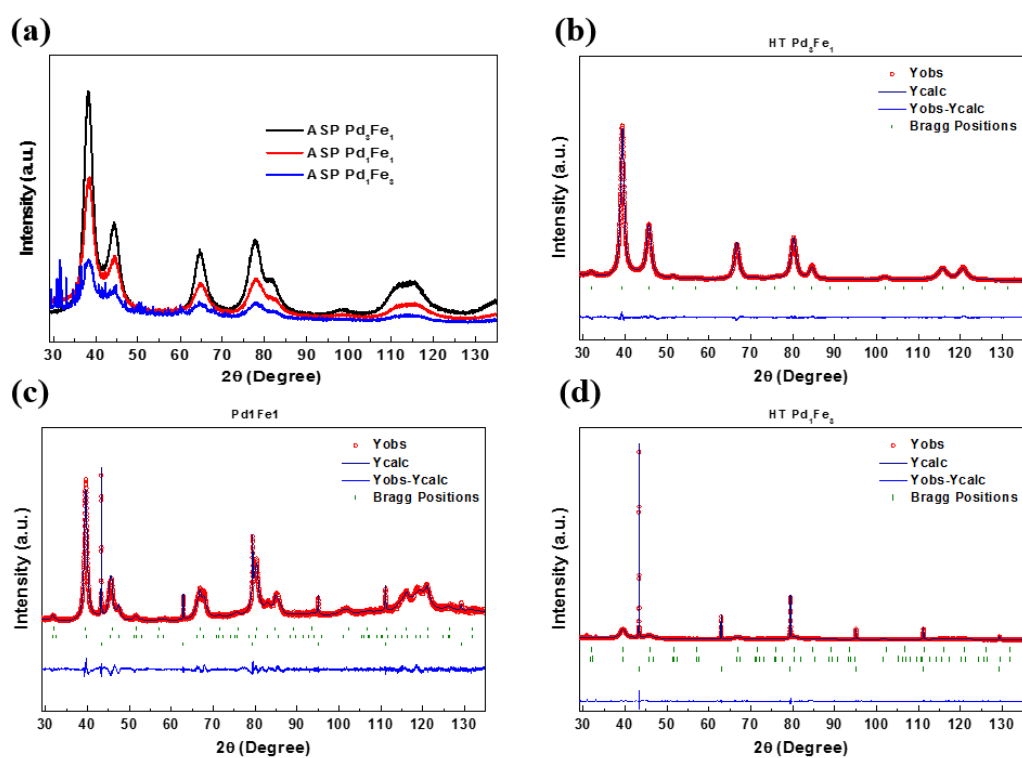 (a)
Intensity (a.u.)
ASP Pd₃Fe₁
ASP Pd₁Fe₁
ASP Pd₁Fe₃
30 40 50 60 70 80 90 100 110 120 130
2θ (Degree)
(b)
HT Pd₃Fe₁
Intensity (a.u.)
Yobs
Ycalc
Yobs-Ycalc
Bragg Positions
30 40 50 60 70 80 90 100 110 120 130
2θ (Degree)
(c)
Pd1Fe1
Intensity (a.u.)
Yobs
Ycalc
Yobs-Ycalc
Bragg Positions
30 40 50 60 70 80 90 100 110 120 130
2θ (Degree)
(d)
HT Pd₁Fe₃
Intensity (a.u.)
Yobs
Ycalc
Yobs-Ycalc
Bragg Positions
30 40 50 60 70 80 90 100 110 120 130
2θ (Degree)